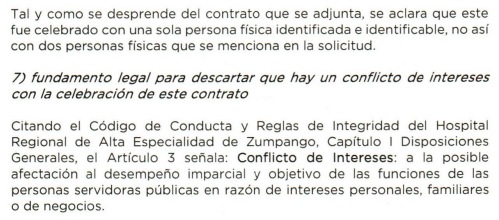 Tal y como se desprende del contrato que se adjunta, se aclara que este
fue celebrado con una sola persona física identificada e identificable, no así
con dos personas físicas que se menciona en la solicitud.
7) fundamento legal para descartar que hay un conflicto de intereses
con la celebración de este contrato
Citando el Código de Conducta y Reglas de Integridad del Hospital
Regional de Alta Especialidad de Zumpango, Capítulo I Disposiciones
Generales, el Artículo 3 señala: Conflicto de Intereses: a la posible
afectación al desempeño imparcial y objetivo de las funciones de las
personas servidoras públicas en razón de intereses personales, familiares
o de negocios.